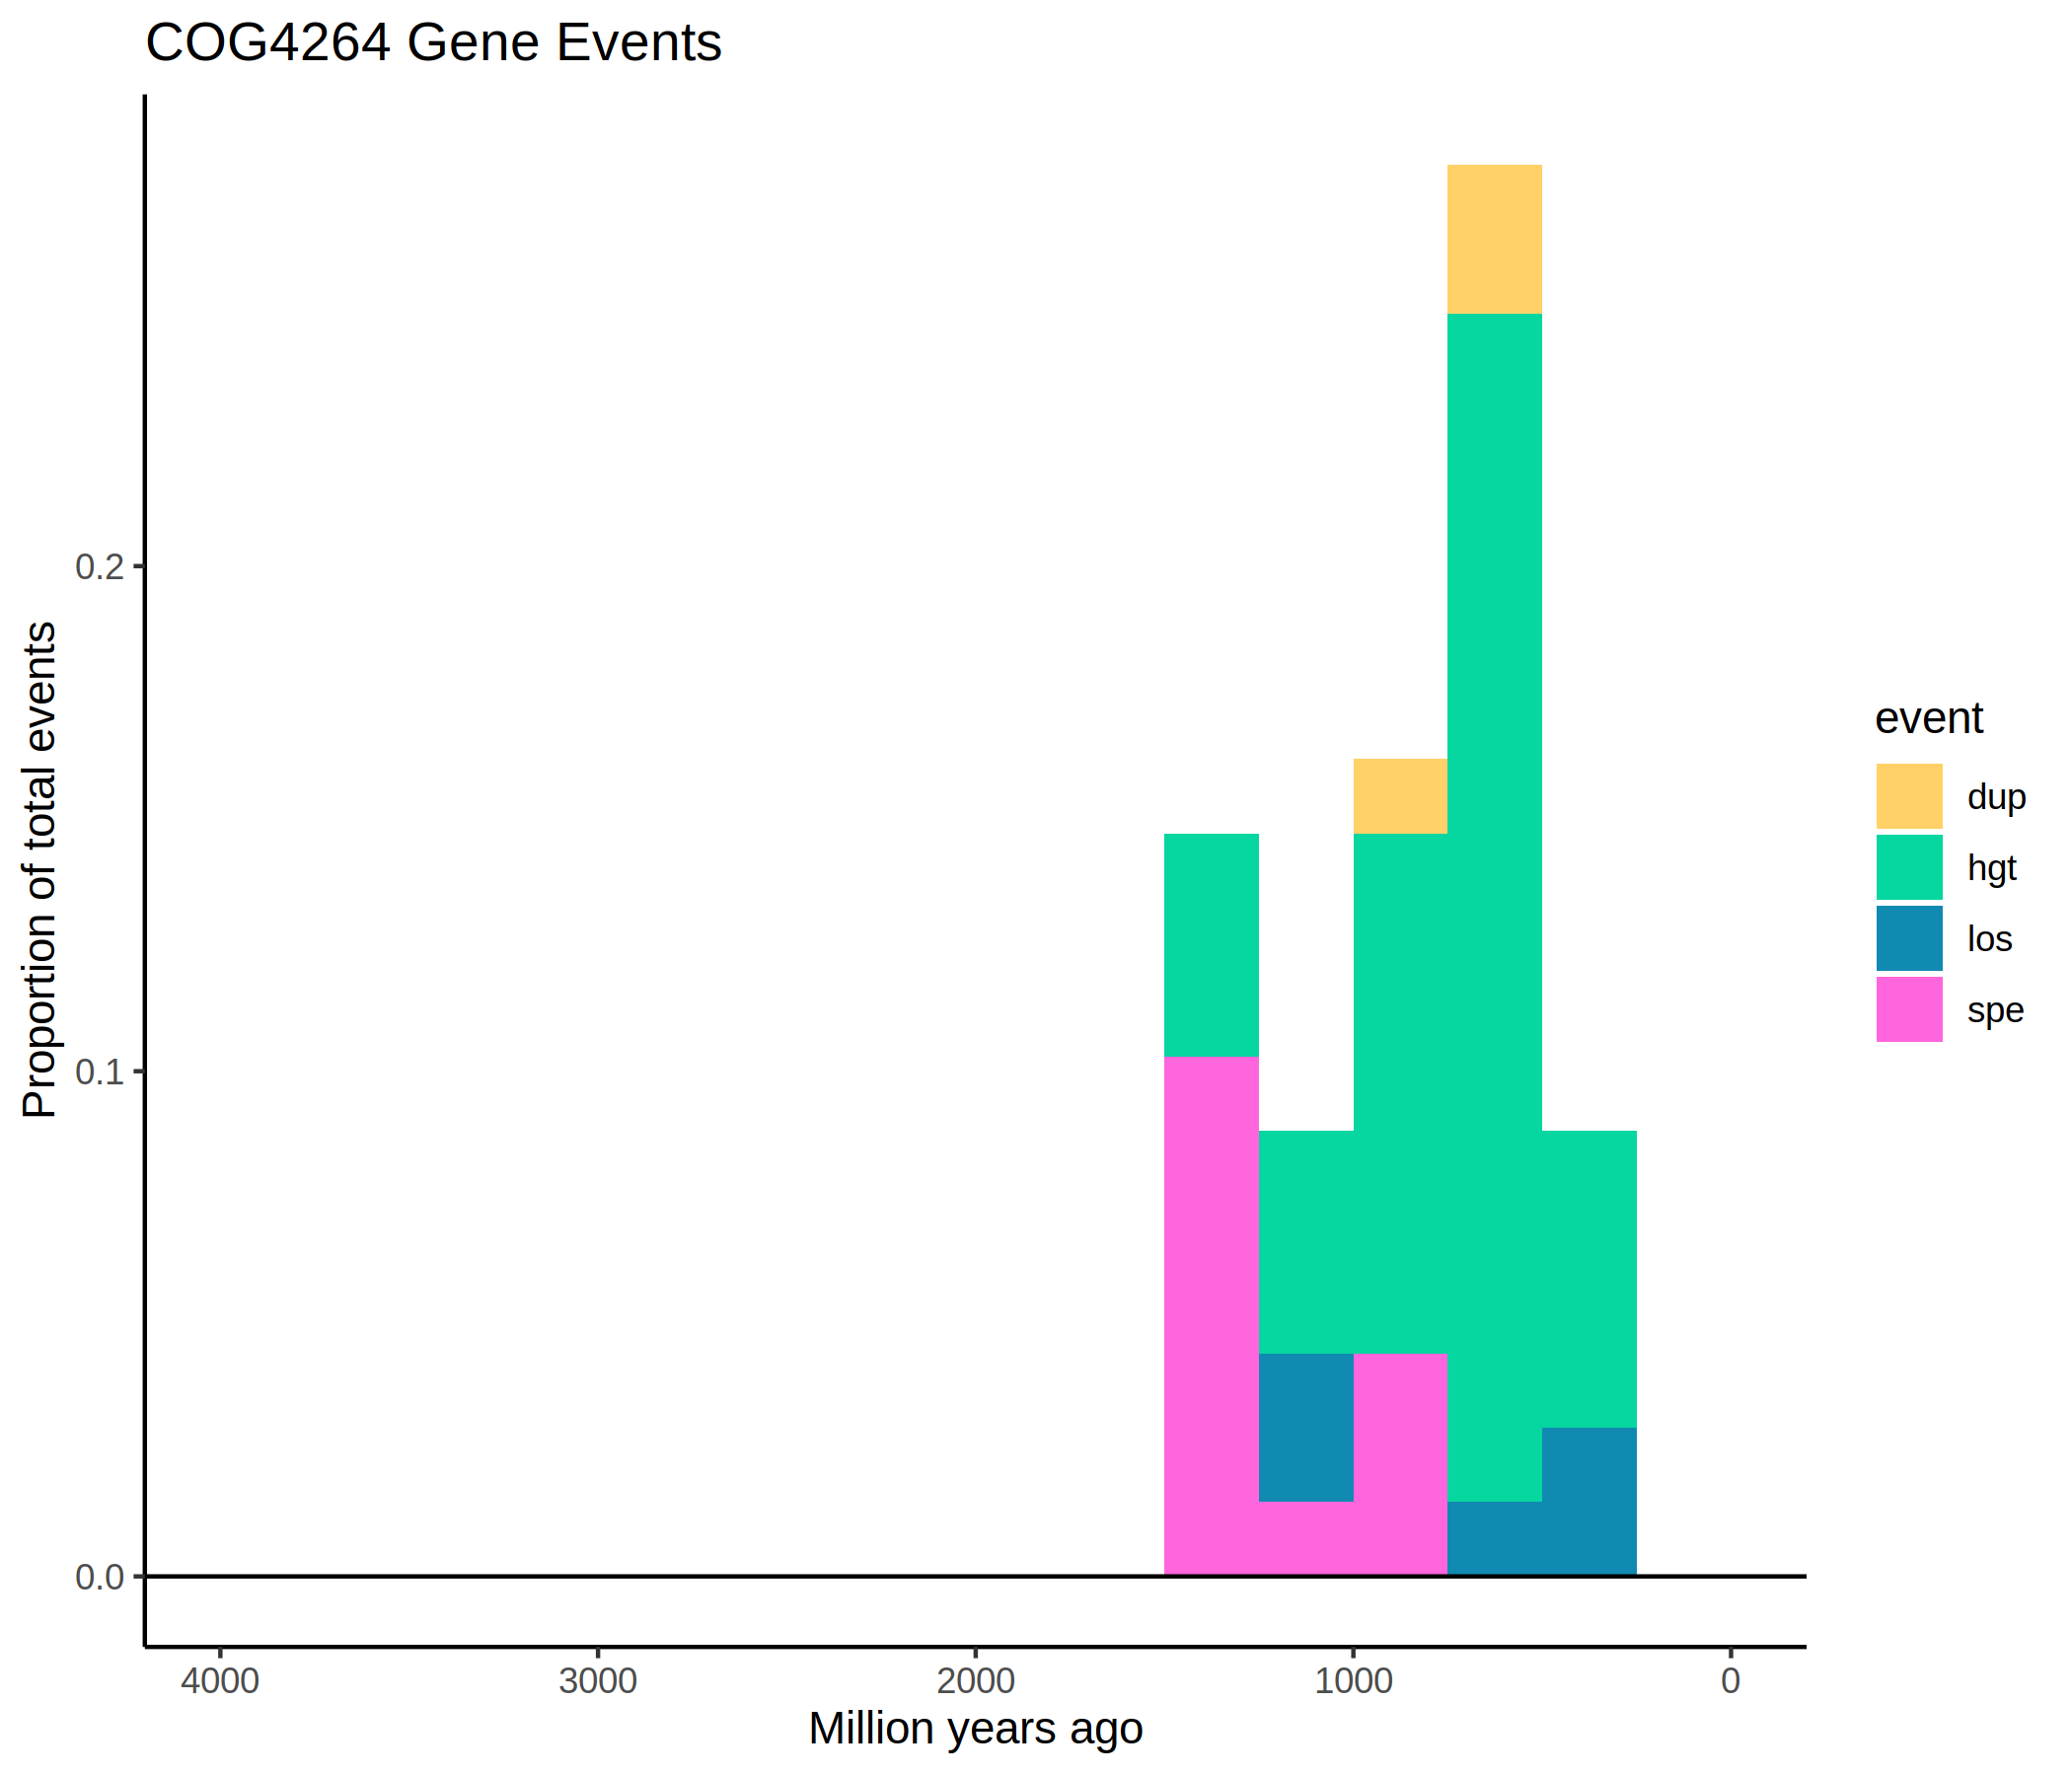 COG4264 Gene Events
Proportion of total events
0.2
0.1
0.0
4000 3000 2000 1000 0
Million years ago
event
dup
hgt
los
spe